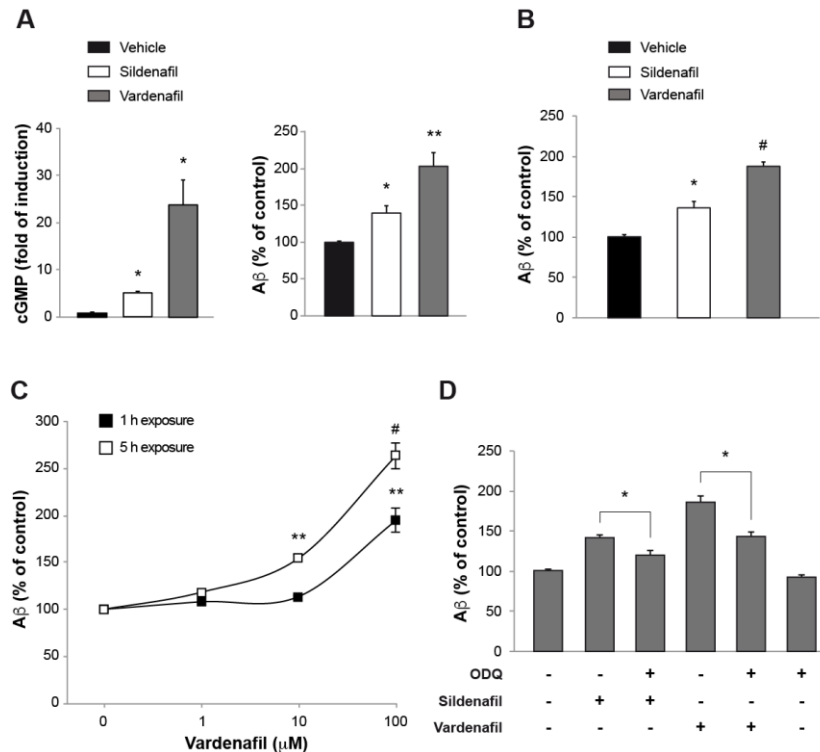 A
Vehicle
Sildenafil
Vardenafil
cGMP (fold of induction)
40
30
20
10
0
*
*
Aβ (% of control)
250
200
150
100
50
0
*
**
B
Vehicle
Sildenafil
Vardenafil
Aβ (% of control)
250
200
150
100
50
0
*
#
C
1 h exposure
5 h exposure
Aβ (% of control)
300
250
200
150
100
50
0
#
**
**
0 1 10 100
Vardenafil (μM)
D
Aβ (% of control)
250
200
150
100
50
0
*
*
ODQ - - + - + +
Sildenafil - + + - - -
Vardenafil - - - + + -